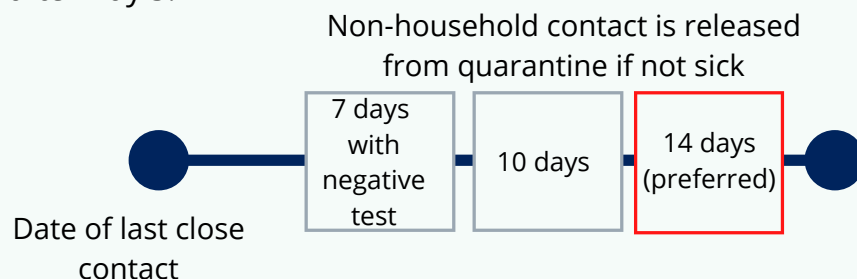 Non-household contact is released
from quarantine if not sick
7 days
with
negative
test
10 days
14 days
(preferred)
Date of last close
contact